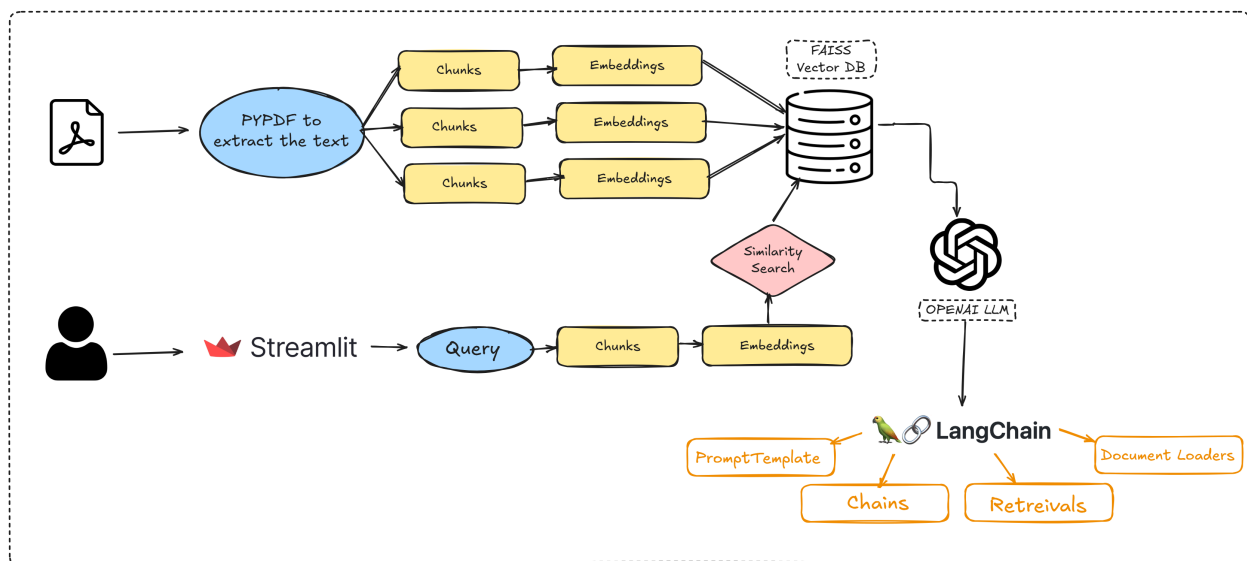 FAISS
Vector DB
Chunks
Embeddings
PYPDF to
extract the text
Chunks
Embeddings
Chunks
Embeddings
Similarity
Search
OPENAI LLM
Streamlit
Query
Chunks
Embeddings
LangChain
PromptTemplate
Document Loaders
Chains
Retreivals